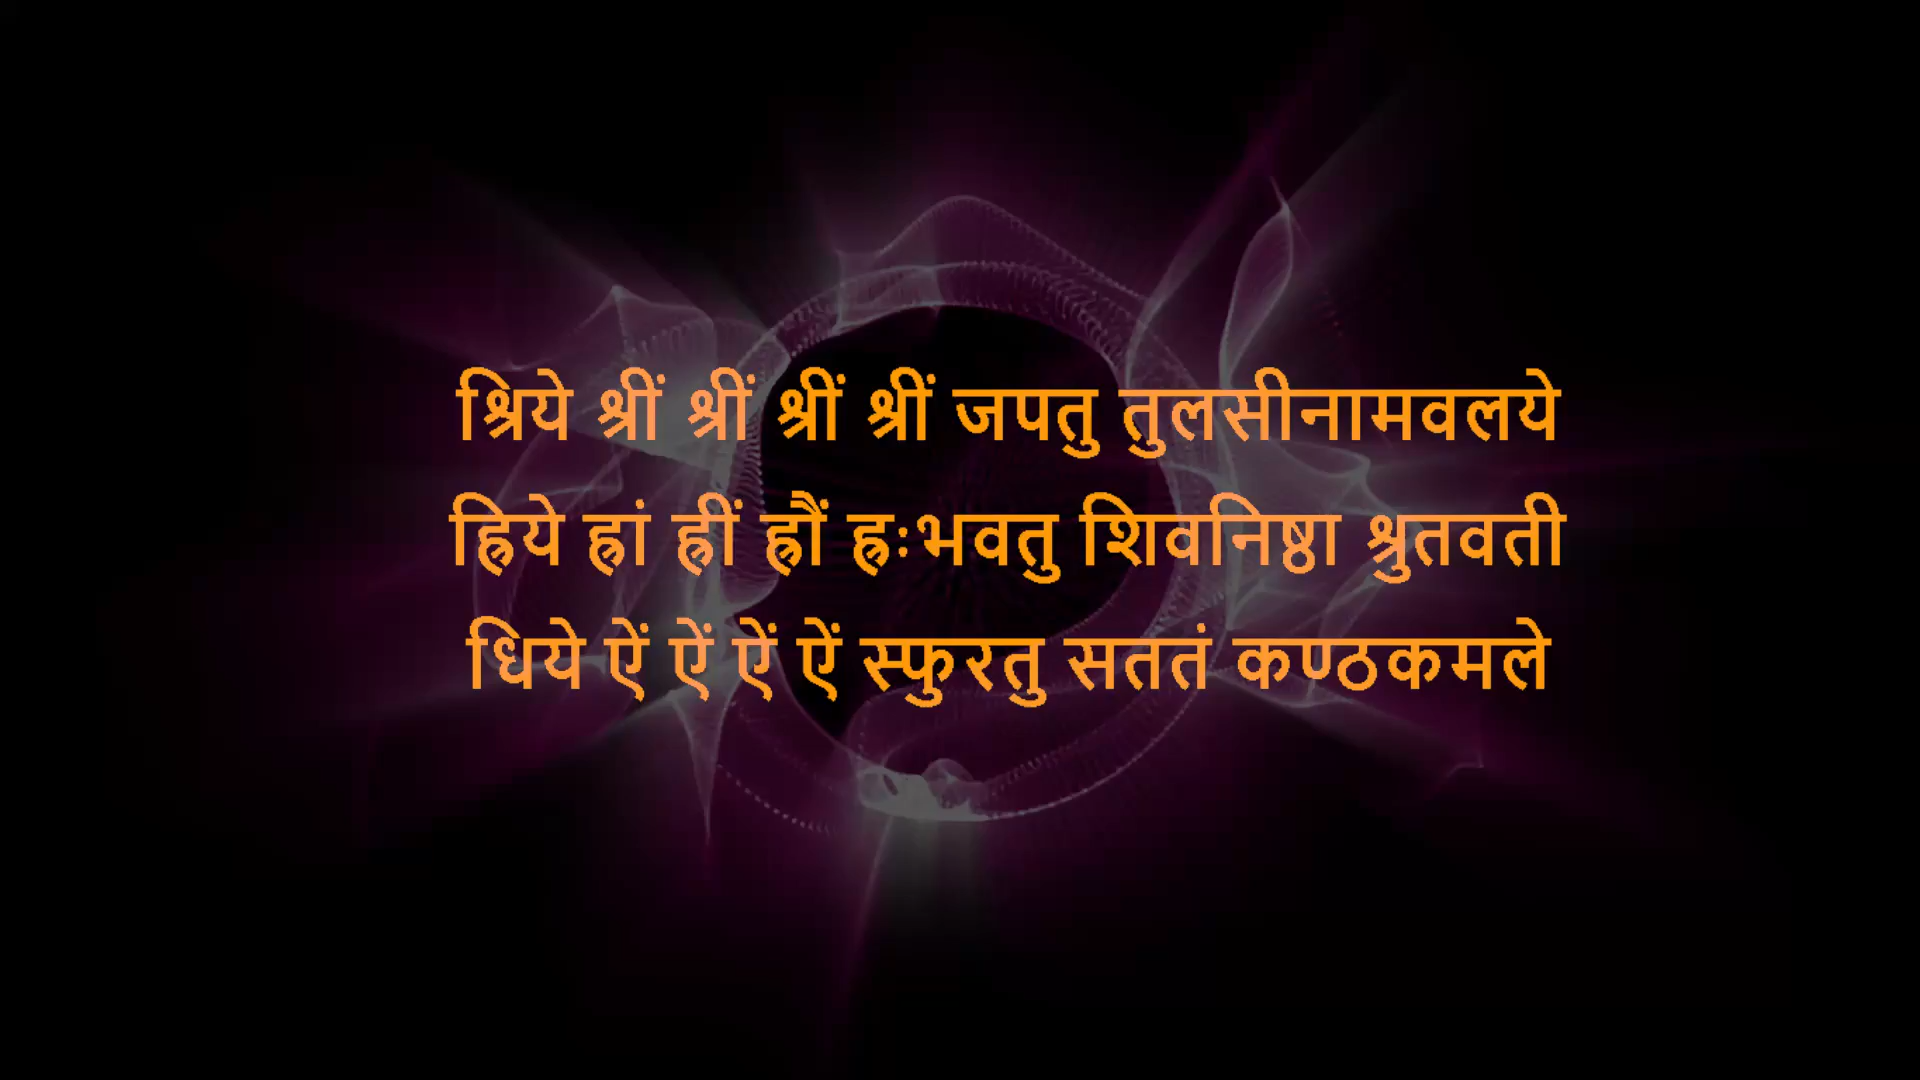 श्रिये श्रीं श्रीं श्रीं श्रीं जपतु तुलसीनामवलये
ह्रिये ह्रां ह्रीं ह्रौं ह्रःभवतु शिवनिष्ठा श्रुतवती
धिये ऐं ऐं ऐं ऐं स्फुरतु सततं कण्ठकमले